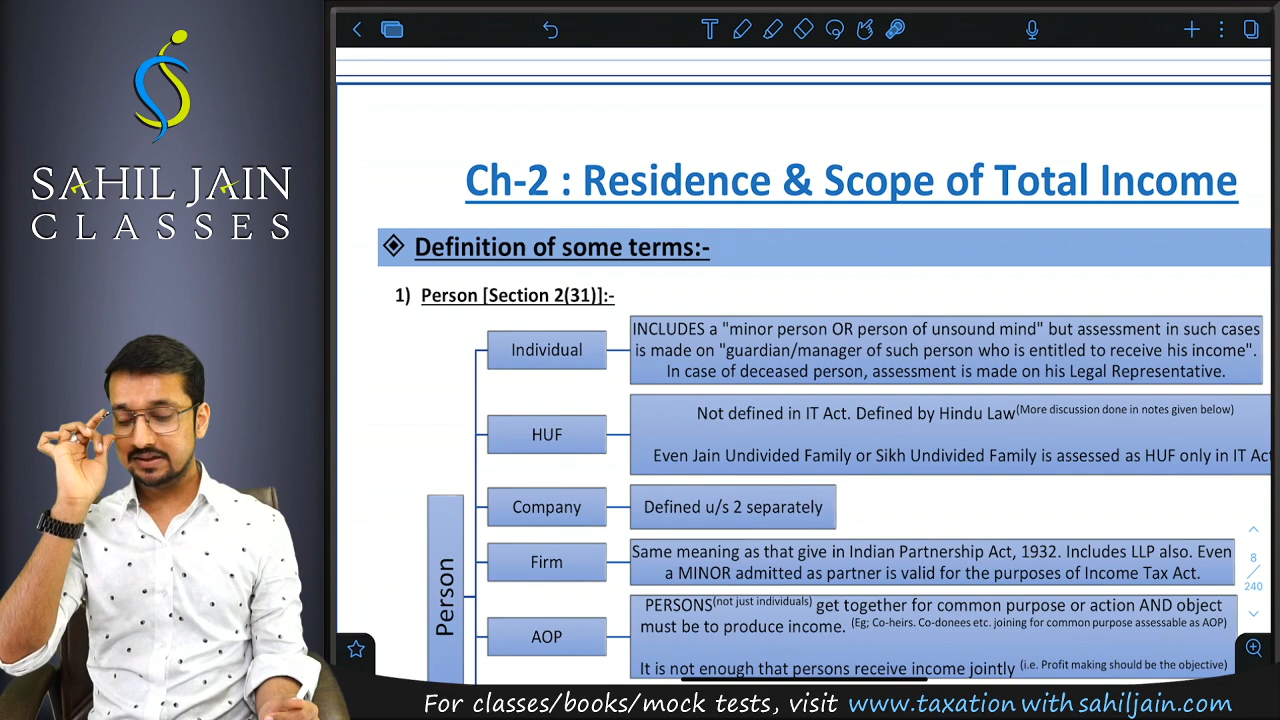 SAHIL JAIN
CLASSES
Ch-2 : Residence & Scope of Total Income
Definition of some terms:-
1) Person [Section 2(31)]:-
Person
Individual
INCLUDES a "minor person OR person of unsound mind" but assessment in such cases
is made on "guardian/manager of such person who is entitled to receive his income".
In case of deceased person, assessment is made on his Legal Representative.
HUF
Not defined in IT Act. Defined by Hindu Law(More discussion done in notes given below)
Even Jain Undivided Family or Sikh Undivided Family is assessed as HUF only in IT
Company
Defined u/s 2 separately
Firm
Same meaning as that give in Indian Partnership Act, 1932. Includes LLP also. Even
a MINOR admitted as partner is valid for the purposes of Income Tax Act.
AOP
PERSONS(not just individuals) get together for common purpose or action AND object
must be to produce income. (Eg; Co-heirs. Co-donees etc. joining for common purpose assessable as AOP)
It is not enough that persons receive income jointly (i.e. Profit making should be the objective)
8
240
For classes/books/mock tests, visit www.taxationwithsahiljain.com